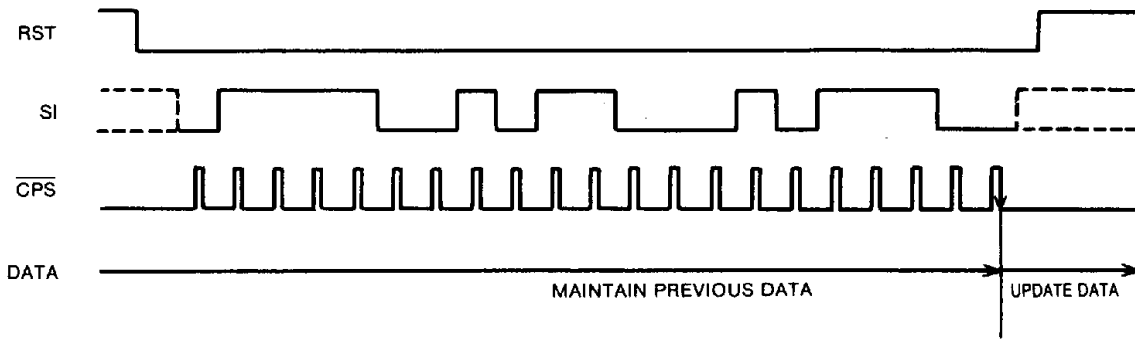 RST
SI
CPS
DATA
MAINTAIN PREVIOUS DATA
UPDATE DATA